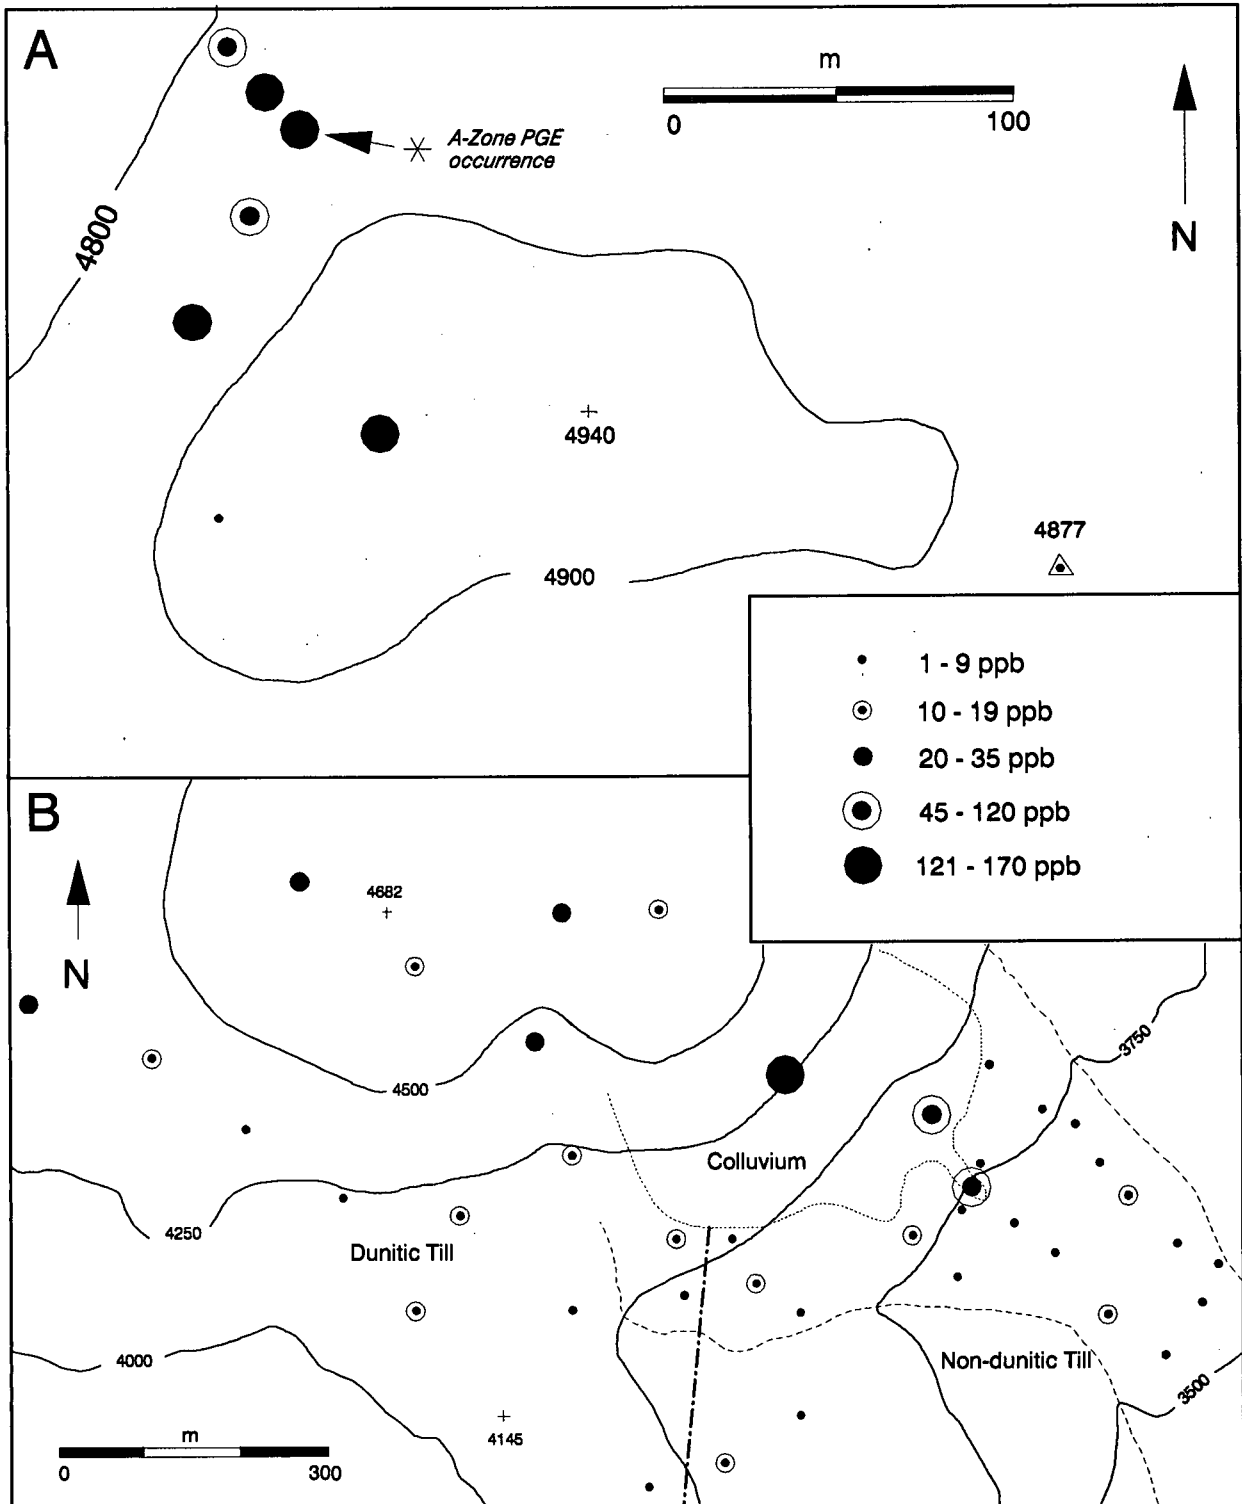 A
m
0 100
A-Zone PGE
occurrence
N
4800
4940
4877
4900
1 - 9 ppb
10 - 19 ppb
20 - 35 ppb
45 - 120 ppb
121 - 170 ppb
B
N
4682
4500
3750
Colluvium
4250
Dunitic Till
4000
Non-dunitic Till
3500
4145
m
0 300